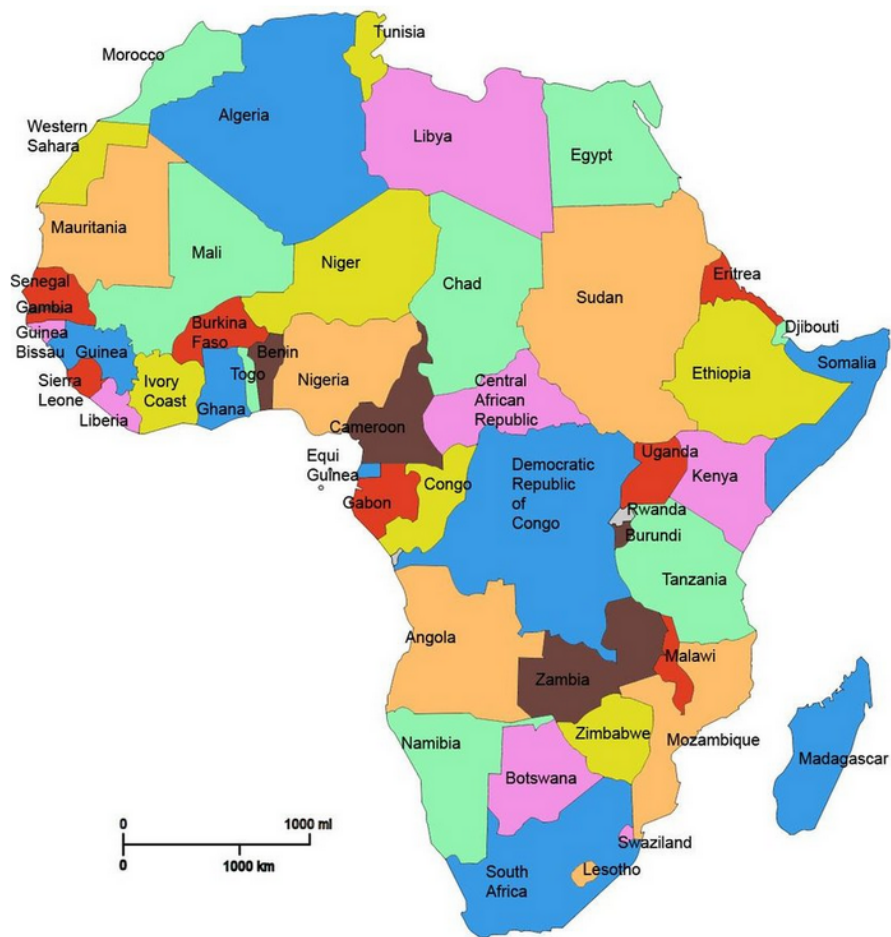 Tunisia
Morocco
Algeria
Libya
Egypt
Western
Sahara
Mauritania
Mali
Niger
Chad
Sudan
Eritrea
Senegal
Gambia
Guinea
Bissau
Guinea
Burkina
Faso
Benin
Togo
Nigeria
Djibouti
Somalia
Ethiopia
Sierra
Leone
Ivory
Coast
Ghana
Liberia
Central
African
Republic
Cameroon
Equi
Guinea
Gabon
Congo
Democratic
Republic
of
Congo
Uganda
Kenya
Rwanda
Burundi
Tanzania
Angola
Zambia
Malawi
Mozambique
Madagascar
Namibia
Zimbabwe
Botswana
Swaziland
Lesotho
South
Africa
0 1000 mi
0 1000 km